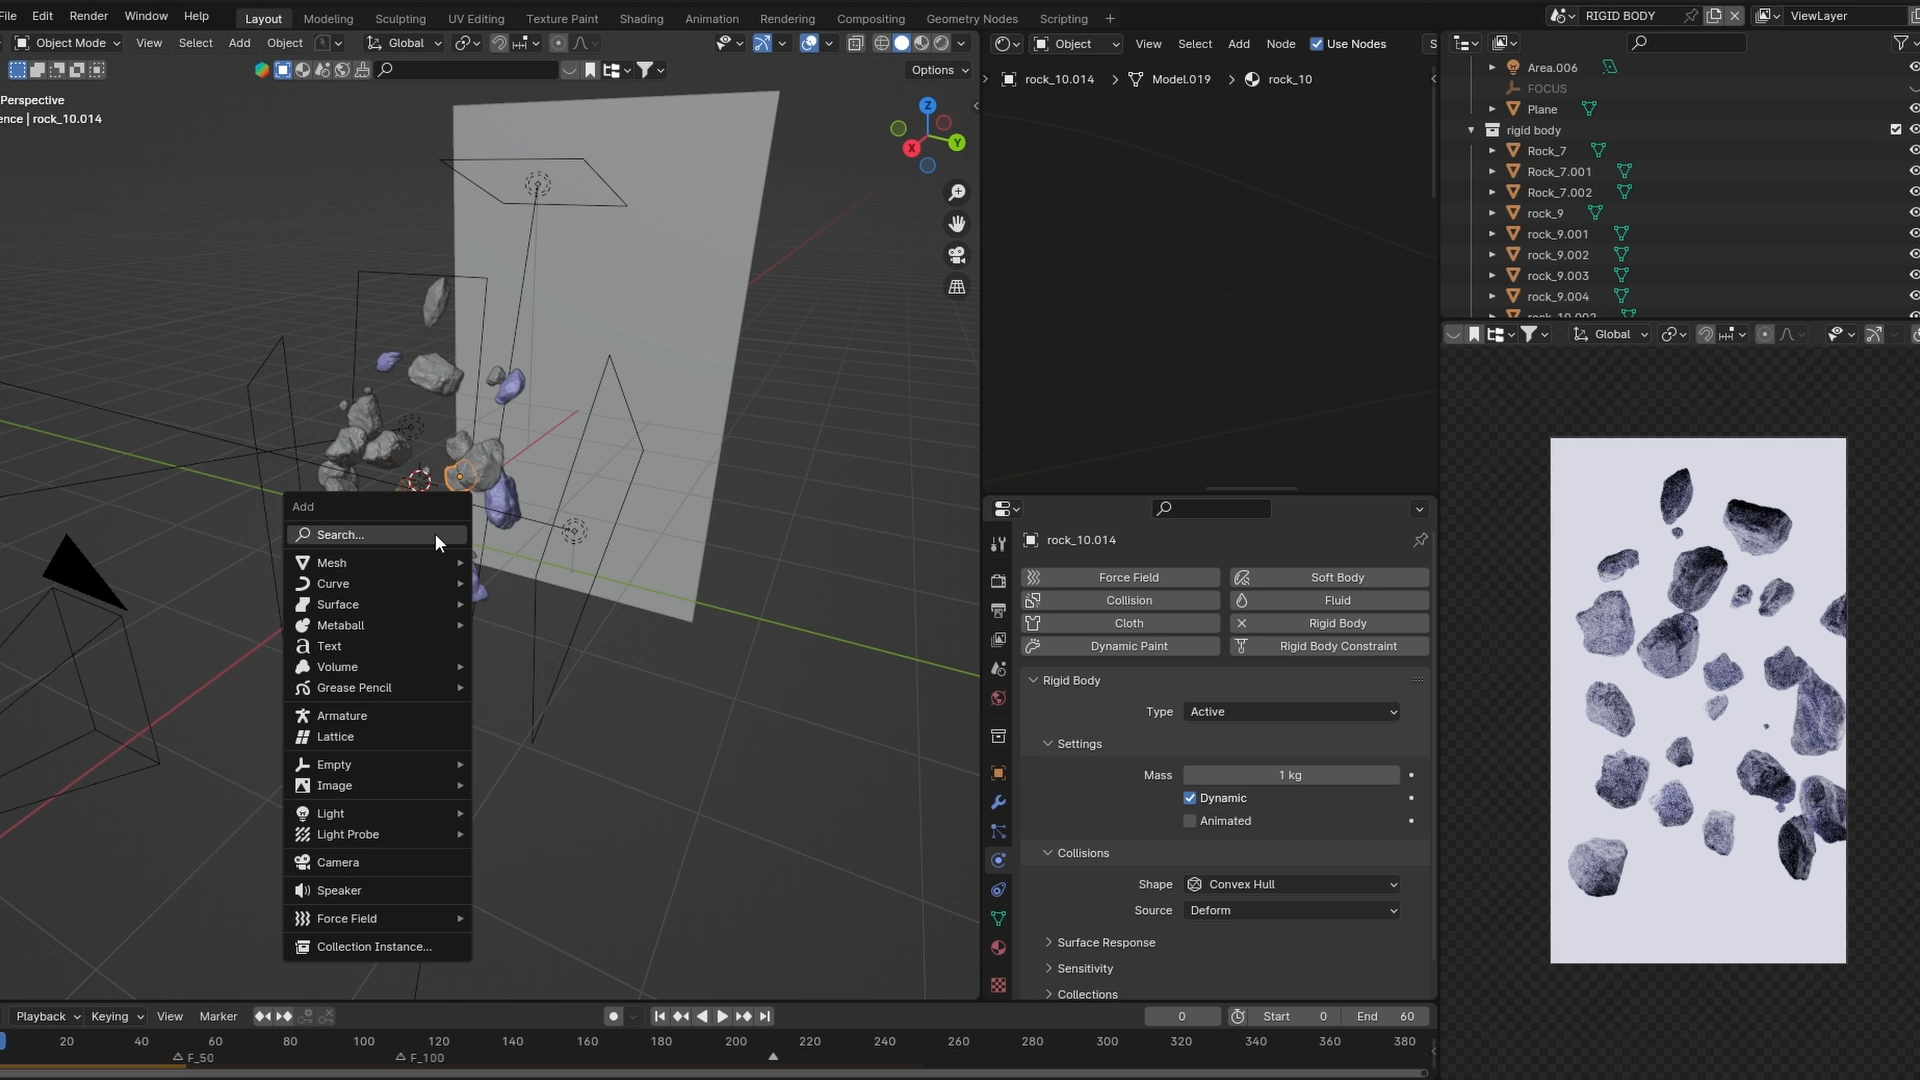 File Edit Render Window Help Layout Modeling Sculpting UV Editing Texture Paint Shading Animation Rendering Compositing Geometry Nodes Scripting + RIGID BODY ViewLayer
Object Mode View Select Add Object Global
Options
Perspective
ence | rock_10.014
Z
Y
X
Add
Search...
Mesh
Curve
Surface
Metaball
Text
Volume
Grease Pencil
Armature
Lattice
Empty
Image
Light
Light Probe
Camera
Speaker
Force Field
Collection Instance...
Object View Select Add Node Use Nodes S
rock_10.014 Model.019 rock_10
rock_10.014
Force Field Soft Body
Collision Fluid
Cloth Rigid Body
Dynamic Paint Rigid Body Constraint
Rigid Body
Type Active
Settings
Mass 1 kg
Dynamic
Animated
Collisions
Shape Convex Hull
Source Deform
Surface Response
Sensitivity
Collections
Area.006
FOCUS
Plane
rigid body
Rock_7
Rock_7.001
Rock_7.002
rock_9
rock_9.001
rock_9.002
rock_9.003
rock_9.004
rock_10.002
Global
Playback Keying View Marker 0 Start 0 End 60
20 40 60 80 100 120 140 160 180 200 220 240 260 280 300 320 340 360 380
F_50 F_100